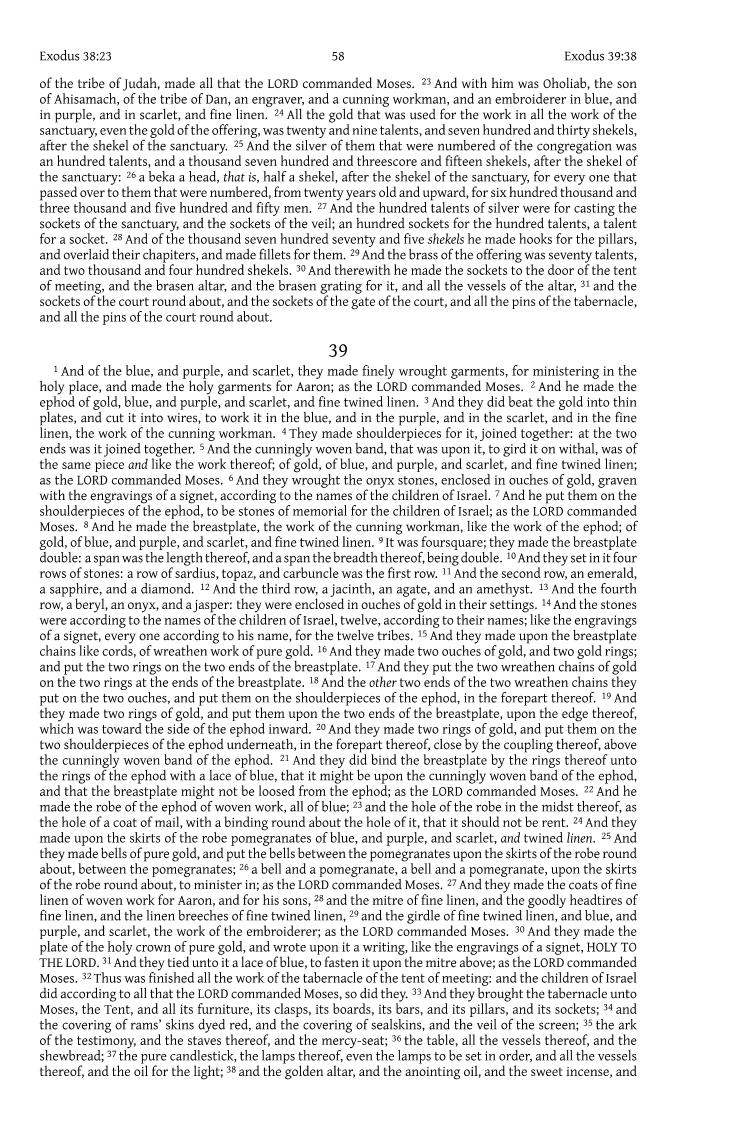 Exodus 38:23 58 Exodus 39:38
of the tribe of Judah, made all that the LORD commanded Moses. 23 And with him was Oholiab, the son
of Ahisamach, of the tribe of Dan, an engraver, and a cunning workman, and an embroiderer in blue, and
in purple, and in scarlet, and fine linen. 24 All the gold that was used for the work in all the work of the
sanctuary, even the gold of the offering, was twenty and nine talents, and seven hundred and thirty shekels,
after the shekel of the sanctuary. 25 And the silver of them that were numbered of the congregation was
an hundred talents, and a thousand seven hundred and threescore and fifteen shekels, after the shekel of
the sanctuary: 26 a beka a head, that is, half a shekel, after the shekel of the sanctuary, for every one that
passed over to them that were numbered, from twenty years old and upward, for six hundred thousand and
three thousand and five hundred and fifty men. 27 And the hundred talents of silver were for casting the
sockets of the sanctuary, and the sockets of the veil; an hundred sockets for the hundred talents, a talent
for a socket. 28 And of the thousand seven hundred seventy and five shekels he made hooks for the pillars,
and overlaid their chapiters, and made fillets for them. 29 And the brass of the offering was seventy talents,
and two thousand and four hundred shekels. 30 And therewith he made the sockets to the door of the tent
of meeting, and the brasen altar, and the brasen grating for it, and all the vessels of the altar, 31 and the
sockets of the court round about, and the sockets of the gate of the court, and all the pins of the tabernacle,
and all the pins of the court round about.
39
1 And of the blue, and purple, and scarlet, they made finely wrought garments, for ministering in the
holy place, and made the holy garments for Aaron; as the LORD commanded Moses. 2 And he made the
ephod of gold, blue, and purple, and scarlet, and fine twined linen. 3 And they did beat the gold into thin
plates, and cut it into wires, to work it in the blue, and in the purple, and in the scarlet, and in the fine
linen, the work of the cunning workman. 4 They made shoulderpieces for it, joined together: at the two
ends was it joined together. 5 And the cunningly woven band, that was upon it, to gird it on withal, was of
the same piece and like the work thereof; of gold, of blue, and purple, and scarlet, and fine twined linen;
as the LORD commanded Moses. 6 And they wrought the onyx stones, enclosed in ouches of gold, graven
with the engravings of a signet, according to the names of the children of Israel. 7 And he put them on the
shoulderpieces of the ephod, to be stones of memorial for the children of Israel; as the LORD commanded
Moses. 8 And he made the breastplate, the work of the cunning workman, like the work of the ephod; of
gold, of blue, and purple, and scarlet, and fine twined linen. 9 It was foursquare; they made the breastplate
double: a span was the length thereof, and a span the breadth thereof, being double. 10 And they set in it four
rows of stones: a row of sardius, topaz, and carbuncle was the first row. 11 And the second row, an emerald,
a sapphire, and a diamond. 12 And the third row, a jacinth, an agate, and an amethyst. 13 And the fourth
row, a beryl, an onyx, and a jasper: they were enclosed in ouches of gold in their settings. 14 And the stones
were according to the names of the children of Israel, twelve, according to their names; like the engravings
of a signet, every one according to his name, for the twelve tribes. 15 And they made upon the breastplate
chains like cords, of wreathen work of pure gold. 16 And they made two ouches of gold, and two gold rings;
and put the two rings on the two ends of the breastplate. 17 And they put the two wreathen chains of gold
on the two rings at the ends of the breastplate. 18 And the other two ends of the two wreathen chains they
put on the two ouches, and put them on the shoulderpieces of the ephod, in the forepart thereof. 19 And
they made two rings of gold, and put them upon the two ends of the breastplate, upon the edge thereof,
which was toward the side of the ephod inward. 20 And they made two rings of gold, and put them on the
two shoulderpieces of the ephod underneath, in the forepart thereof, close by the coupling thereof, above
the cunningly woven band of the ephod. 21 And they did bind the breastplate by the rings thereof unto
the rings of the ephod with a lace of blue, that it might be upon the cunningly woven band of the ephod,
and that the breastplate might not be loosed from the ephod; as the LORD commanded Moses. 22 And he
made the robe of the ephod of woven work, all of blue; 23 and the hole of the robe in the midst thereof, as
the hole of a coat of mail, with a binding round about the hole of it, that it should not be rent. 24 And they
made upon the skirts of the robe pomegranates of blue, and purple, and scarlet, and twined linen. 25 And
they made bells of pure gold, and put the bells between the pomegranates upon the skirts of the robe round
about, between the pomegranates; 26 a bell and a pomegranate, a bell and a pomegranate, upon the skirts
of the robe round about, to minister in; as the LORD commanded Moses. 27 And they made the coats of fine
linen of woven work for Aaron, and for his sons, 28 and the mitre of fine linen, and the goodly headtires of
fine linen, and the linen breeches of fine twined linen, 29 and the girdle of fine twined linen, and blue, and
purple, and scarlet, the work of the embroiderer; as the LORD commanded Moses. 30 And they made the
plate of the holy crown of pure gold, and wrote upon it a writing, like the engravings of a signet, HOLY TO
THE LORD. 31 And they tied unto it a lace of blue, to fasten it upon the mitre above; as the LORD commanded
Moses. 32 Thus was finished all the work of the tabernacle of the tent of meeting: and the children of Israel
did according to all that the LORD commanded Moses, so did they. 33 And they brought the tabernacle unto
Moses, the Tent, and all its furniture, its clasps, its boards, its bars, and its pillars, and its sockets; 34 and
the covering of rams’ skins dyed red, and the covering of sealskins, and the veil of the screen; 35 the ark
of the testimony, and the staves thereof, and the mercy-seat; 36 the table, all the vessels thereof, and the
shewbread; 37 the pure candlestick, the lamps thereof, even the lamps to be set in order, and all the vessels
thereof, and the oil for the light; 38 and the golden altar, and the anointing oil, and the sweet incense, and